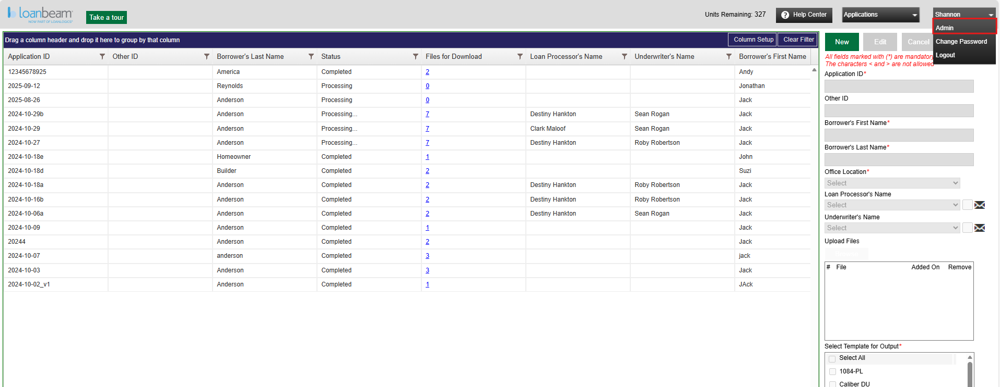 loanbeam
NOW PART OF LOANLOGICS
Take a tour
Units Remaining: 327
? Help Center
Applications
Shannon
Admin
Change Password
Logout
Drag a column header and drop it here to group by that column
Column Setup
Clear Filter
Application ID Other ID Borrower's Last Name Status Files for Download Loan Processor's Name Underwriter's Name Borrower's First Name
12345678925 America Completed 2 Andy
2025-09-12 Reynolds Processing 0 Jonathan
2025-08-26 Anderson Processing 0 Jack
2024-10-29b Anderson Processing... 7 Destiny Hankton Sean Rogan Jack
2024-10-29 Anderson Processing... 7 Clark Maloof Sean Rogan Jack
2024-10-27 Anderson Processing... 7 Destiny Hankton Roby Robertson Jack
2024-10-18e Homeowner Completed 1 John
2024-10-18d Builder Completed 2 Suzi
2024-10-18a Anderson Completed 2 Destiny Hankton Roby Robertson Jack
2024-10-16b Anderson Completed 2 Destiny Hankton Roby Robertson Jack
2024-10-06a Anderson Completed 2 Destiny Hankton Sean Rogan Jack
2024-10-09 Anderson Completed 1 Jack
20244 Anderson Completed 2 Jack
2024-10-07 anderson Completed 3 jack
2024-10-03 Anderson Completed 3 Jack
2024-10-02_v1 Anderson Completed 1 JAck
New Edit Cancel
All fields marked with (*) are mandatory
The characters < and > are not allowed
Application ID*
Other ID
Borrower's First Name*
Borrower's Last Name*
Office Location*
Select
Loan Processor's Name
Select
Underwriter's Name
Select
Upload Files
# File Added On Remove
Select Template for Output*
Select All
1084-PL
Caliber DU